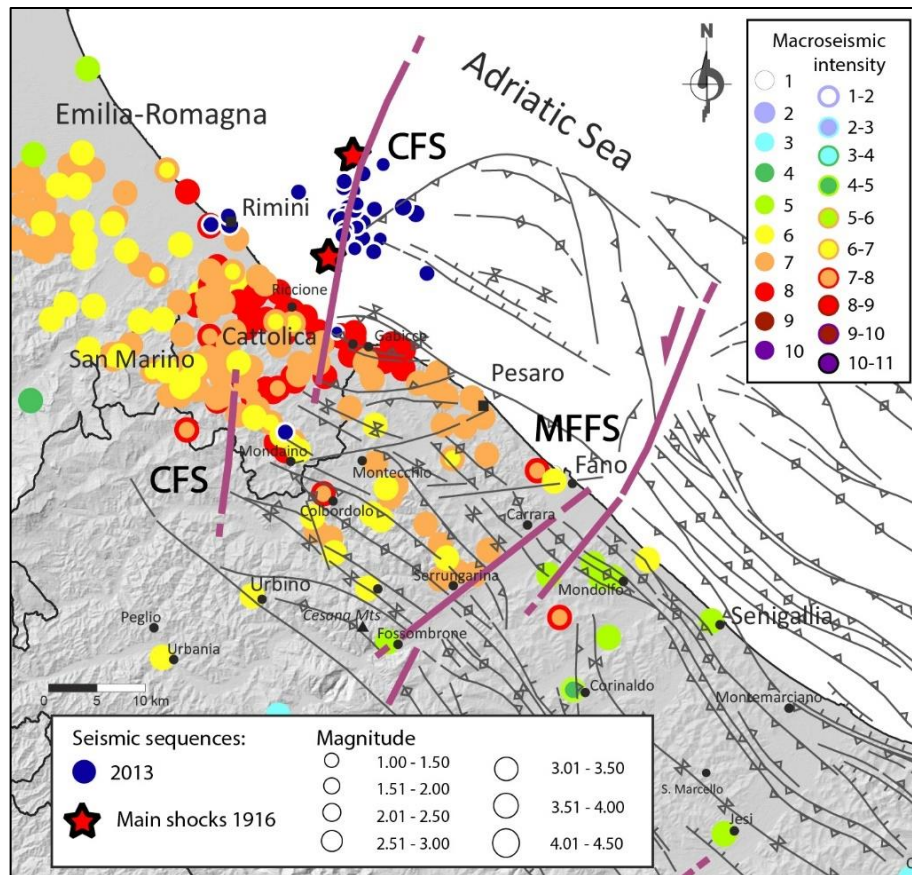 N
Adriatic Sea
Emilia-Romagna
CFS
Rimini
Riccione
Cattolica
Gabicce
San Marino
Pesaro
MFFS
CFS
Mondaino
Montecchio
Fano
Colbordolo
Carrara
Urbino
Serrungarina
Mondolfo
Cesana Mts
Senigallia
Peglio
Fossombrone
Urbania
Corinaldo
Montemarciano
S. Marcello
Jesi
0 5 10 km
Macroseismic
intensity
1 1-2
2 2-3
3 3-4
4 4-5
5 5-6
6 6-7
7 7-8
8 8-9
9 9-10
10 10-11
Seismic sequences:
2013
Main shocks 1916
Magnitude
1.00 - 1.50
1.51 - 2.00
2.01 - 2.50
2.51 - 3.00
3.01 - 3.50
3.51 - 4.00
4.01 - 4.50